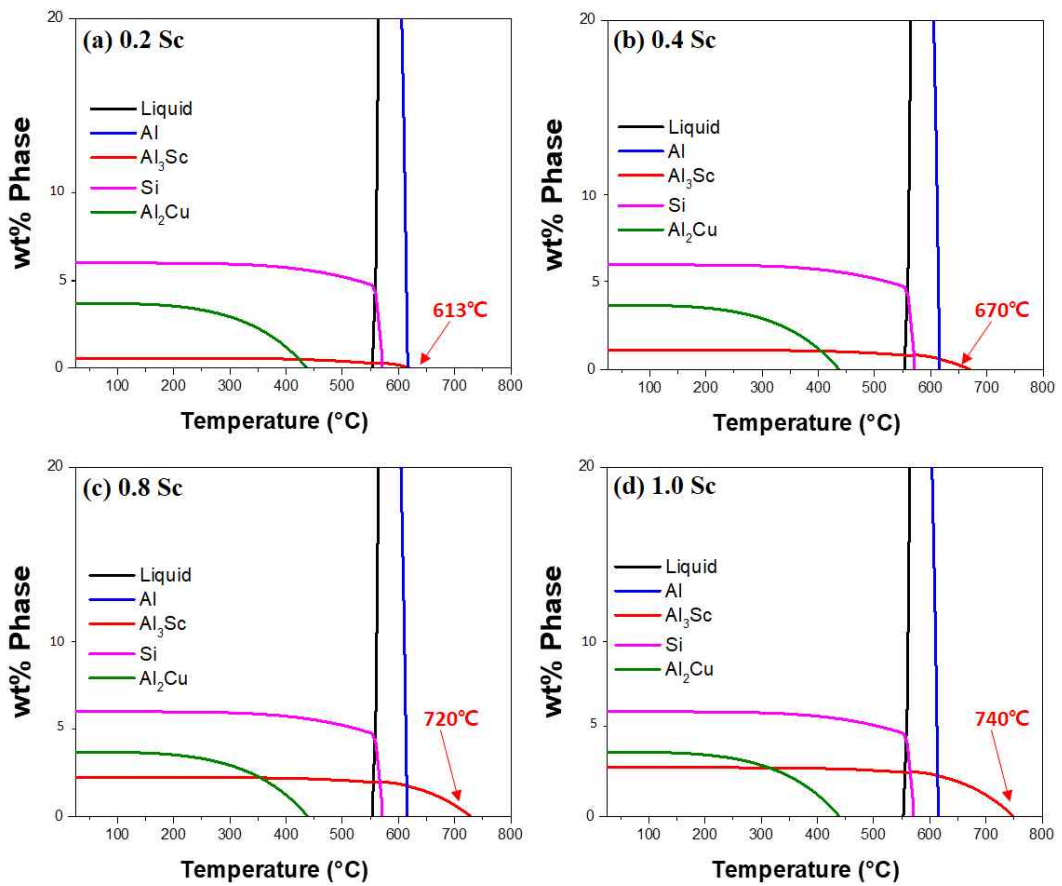 (a) 0.2 Sc
20
10
5
0
wt% Phase
Liquid
Al
Al₃Sc
Si
Al₂Cu
613℃
100 200 300 400 500 600 700 800
Temperature (°C)
(b) 0.4 Sc
20
10
5
0
wt% Phase
Liquid
Al
Al₃Sc
Si
Al₂Cu
670℃
100 200 300 400 500 600 700 800
Temperature (°C)
(c) 0.8 Sc
20
10
5
0
wt% Phase
Liquid
Al
Al₃Sc
Si
Al₂Cu
720℃
100 200 300 400 500 600 700 800
Temperature (°C)
(d) 1.0 Sc
20
10
5
0
wt% Phase
Liquid
Al
Al₃Sc
Si
Al₂Cu
740℃
100 200 300 400 500 600 700 800
Temperature (°C)